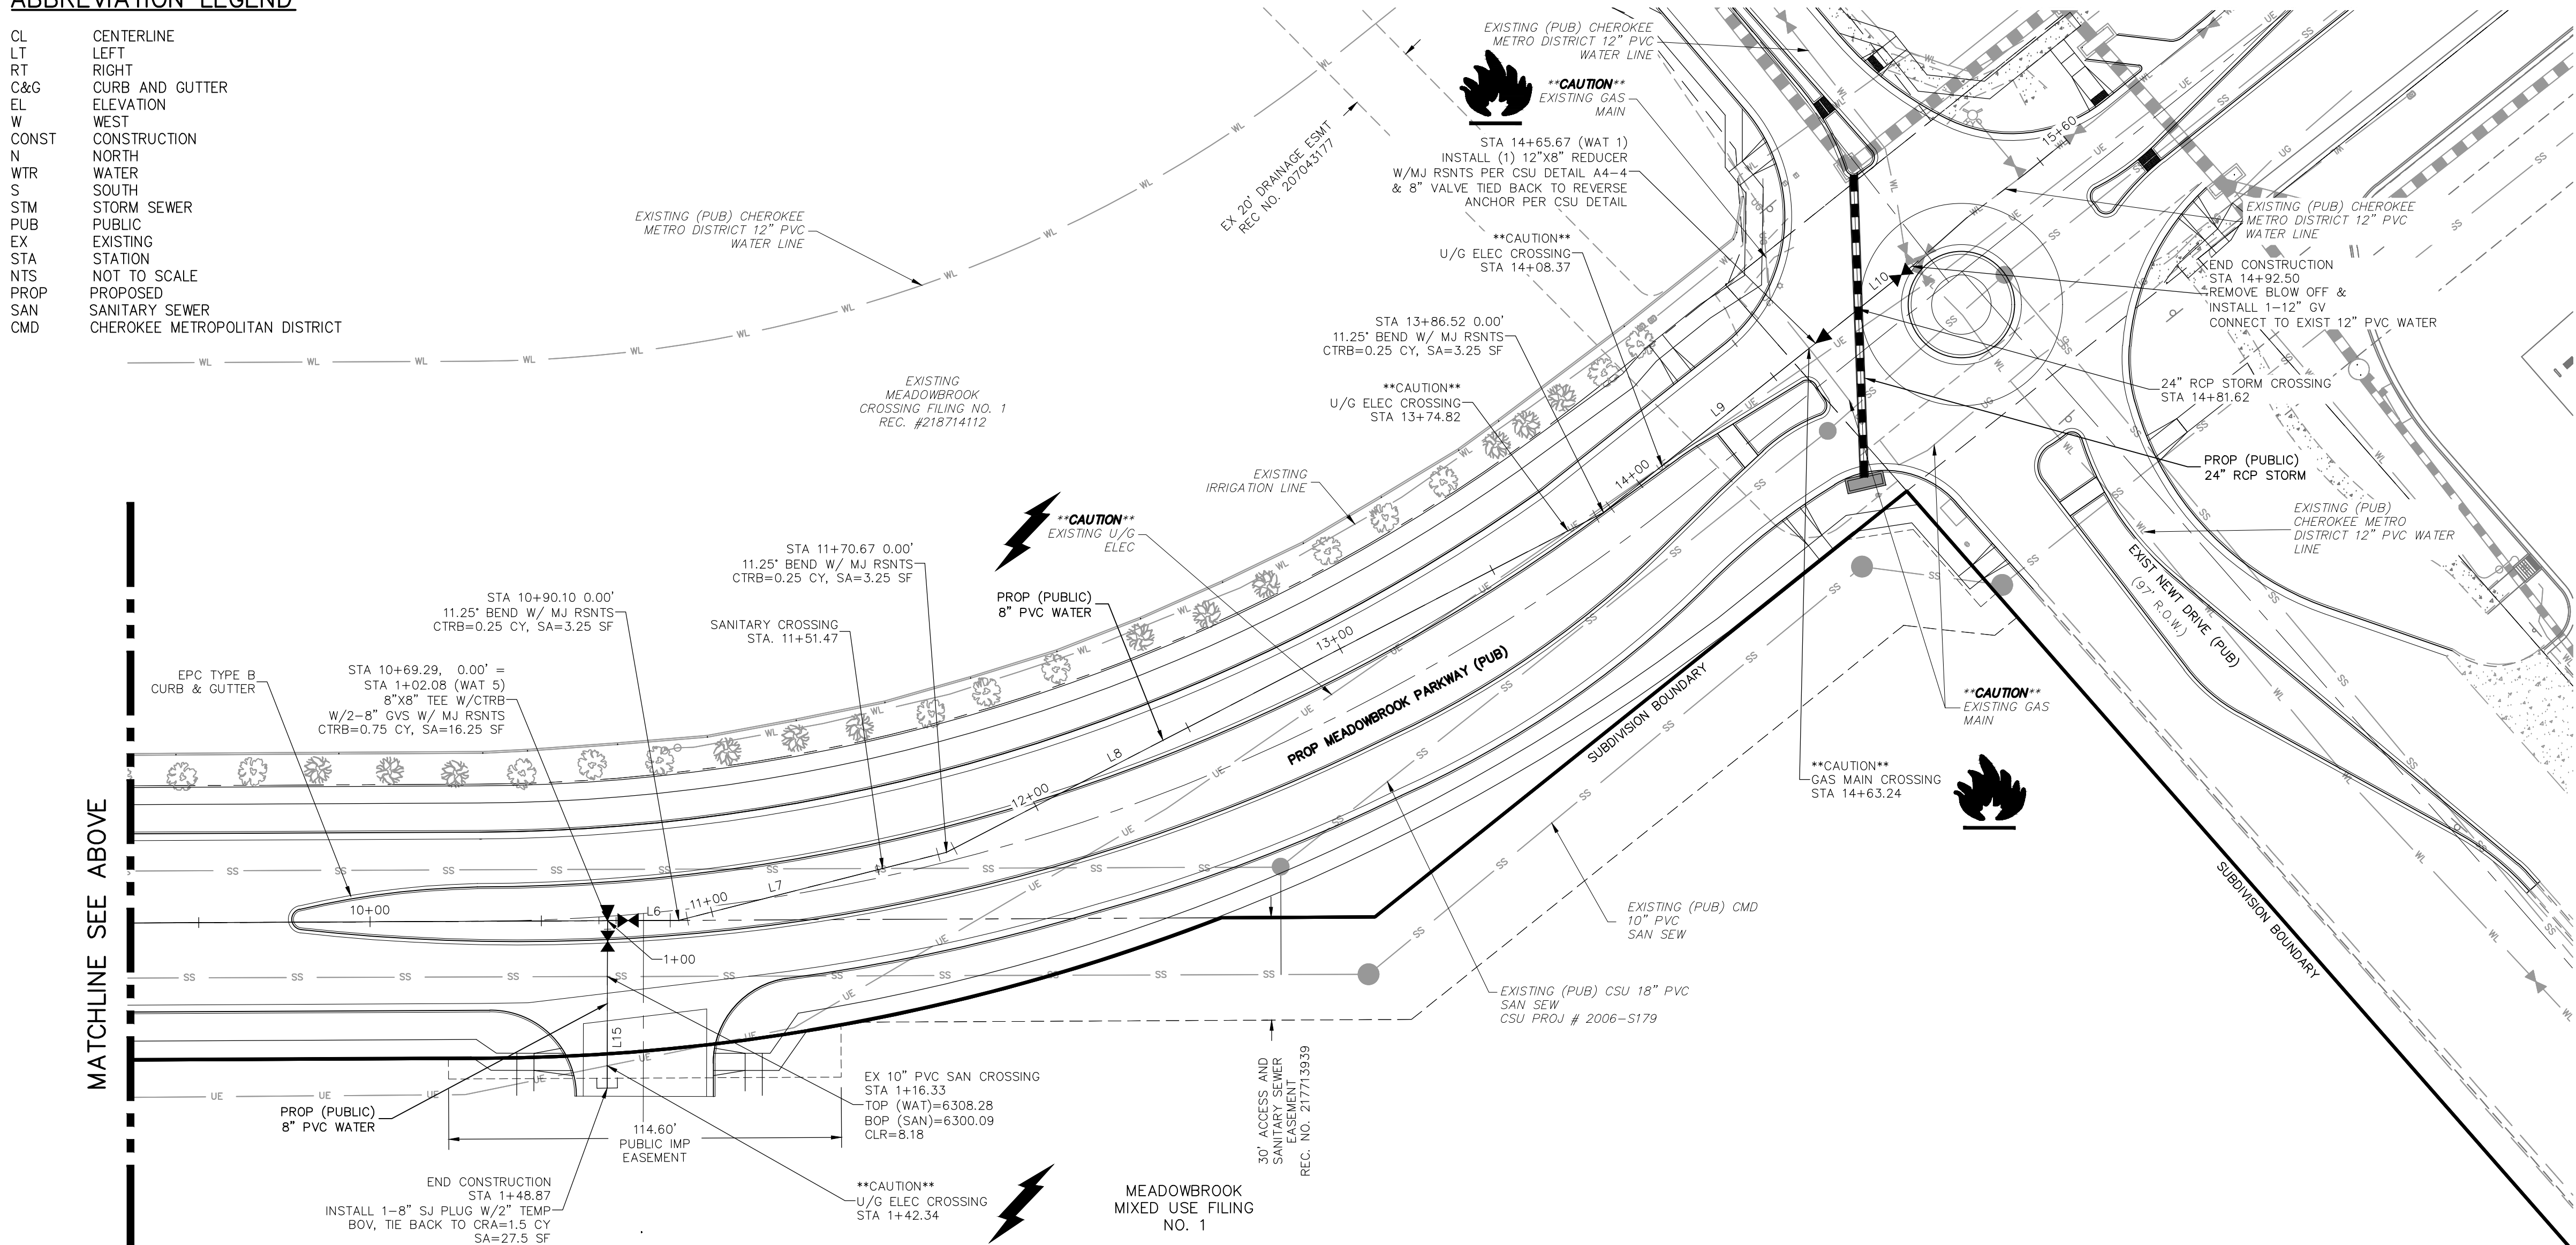 ABBREVIATION LEGEND
CL CENTERLINE
LT LEFT
RT RIGHT
C&G CURB AND GUTTER
EL ELEVATION
W WEST
CONST CONSTRUCTION
N NORTH
WTR WATER
S SOUTH
STM STORM SEWER
PUB PUBLIC
EX EXISTING
STA STATION
NTS NOT TO SCALE
PROP PROPOSED
SAN SANITARY SEWER
CMD CHEROKEE METROPOLITAN DISTRICT
EXISTING (PUB) CHEROKEE
METRO DISTRICT 12" PVC
WATER LINE
EX 20' DRAINAGE ESMT
REC NO. 207043177
EXISTING
MEADOWBROOK
CROSSING FILING NO. 1
REC. #218714112
EXISTING (PUB) CHEROKEE
METRO DISTRICT 12" PVC
WATER LINE
**CAUTION**
EXISTING GAS
MAIN
STA 14+65.67 (WAT 1)
INSTALL (1) 12"X8" REDUCER
W/MJ RSNTS PER CSU DETAIL A4-4
& 8" VALVE TIED BACK TO REVERSE
ANCHOR PER CSU DETAIL
**CAUTION**
U/G ELEC CROSSING
STA 14+08.37
STA 13+86.52 0.00'
11.25° BEND W/ MJ RSNTS
CTRB=0.25 CY, SA=3.25 SF
**CAUTION**
U/G ELEC CROSSING
STA 13+74.82
EXISTING
IRRIGATION LINE
**CAUTION**
EXISTING U/G
ELEC
PROP (PUBLIC)
8" PVC WATER
STA 11+70.67 0.00'
11.25° BEND W/ MJ RSNTS
CTRB=0.25 CY, SA=3.25 SF
STA 10+90.10 0.00'
11.25° BEND W/ MJ RSNTS
CTRB=0.25 CY, SA=3.25 SF
SANITARY CROSSING
STA. 11+51.47
STA 10+69.29, 0.00' =
STA 1+02.08 (WAT 5)
8"X8" TEE W/CTRB
W/2-8" GVS W/ MJ RSNTS
CTRB=0.75 CY, SA=16.25 SF
EPC TYPE B
CURB & GUTTER
MATCHLINE SEE ABOVE
10+00
L6
11+00
L7
12+00
L8
13+00
14+00
L9
L10
15+60
1+00
L15
PROP MEADOWBROOK PARKWAY (PUB)
SUBDIVISION BOUNDARY
SUBDIVISION BOUNDARY
EXISTING (PUB) CHEROKEE
METRO DISTRICT 12" PVC
WATER LINE
END CONSTRUCTION
STA 14+92.50
REMOVE BLOW OFF &
INSTALL 1-12" GV
CONNECT TO EXIST 12" PVC WATER
24" RCP STORM CROSSING
STA 14+81.62
PROP (PUBLIC)
24" RCP STORM
EXISTING (PUB)
CHEROKEE METRO
DISTRICT 12" PVC WATER
LINE
EXIST NEWT DRIVE (PUB)
(97' R.O.W.)
**CAUTION**
EXISTING GAS
MAIN
**CAUTION**
GAS MAIN CROSSING
STA 14+63.24
EXISTING (PUB) CMD
10" PVC
SAN SEW
EXISTING (PUB) CSU 18" PVC
SAN SEW
CSU PROJ # 2006-S179
30' ACCESS AND
SANITARY SEWER
EASEMENT
REC. NO. 217713939
EX 10" PVC SAN CROSSING
STA 1+16.33
TOP (WAT)=6308.28
BOP (SAN)=6300.09
CLR=8.18
PROP (PUBLIC)
8" PVC WATER
114.60'
PUBLIC IMP
EASEMENT
END CONSTRUCTION
STA 1+48.87
INSTALL 1-8" SJ PLUG W/2" TEMP
BOV, TIE BACK TO CRA=1.5 CY
SA=27.5 SF
**CAUTION**
U/G ELEC CROSSING
STA 1+42.34
MEADOWBROOK
MIXED USE FILING
NO. 1